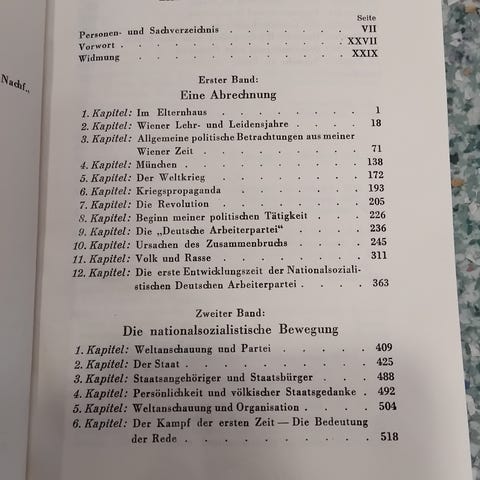 Nachf.,
Seite
Personen- und Sachverzeichnis . . . . . . . VII
Vorwort . . . . . . . . . . . . . XXVII
Widmung . . . . . . . . . . . . . XXIX
Erster Band:
Eine Abrechnung
1. Kapitel: Im Elternhaus . . . . . . . . 1
2. Kapitel: Wiener Lehr- und Leidensjahre . . . . 18
3. Kapitel: Allgemeine politische Betrachtungen aus meiner
Wiener Zeit . . . . . . . . 71
4. Kapitel: München . . . . . . . . . 138
5. Kapitel: Der Weltkrieg . . . . . . . . 172
6. Kapitel: Kriegspropaganda . . . . . . . 193
7. Kapitel: Die Revolution . . . . . . . . 205
8. Kapitel: Beginn meiner politischen Tätigkeit . . . 226
9. Kapitel: Die „Deutsche Arbeiterpartei“ . . . . 236
10. Kapitel: Ursachen des Zusammenbruchs . . . . 245
11. Kapitel: Volk und Rasse . . . . . . . 311
12. Kapitel: Die erste Entwicklungszeit der Nationalsoziali-
stischen Deutschen Arbeiterpartei . . . . 363
Zweiter Band:
Die nationalsozialistische Bewegung
1. Kapitel: Weltanschauung und Partei . . . . . 409
2. Kapitel: Der Staat . . . . . . . . . 425
3. Kapitel: Staatsangehöriger und Staatsbürger . . . 488
4. Kapitel: Persönlichkeit und völkischer Staatsgedanke . 492
5. Kapitel: Weltanschauung und Organisation . . . 504
6. Kapitel: Der Kampf der ersten Zeit — Die Bedeutung
der Rede . . . . . . . . . 518